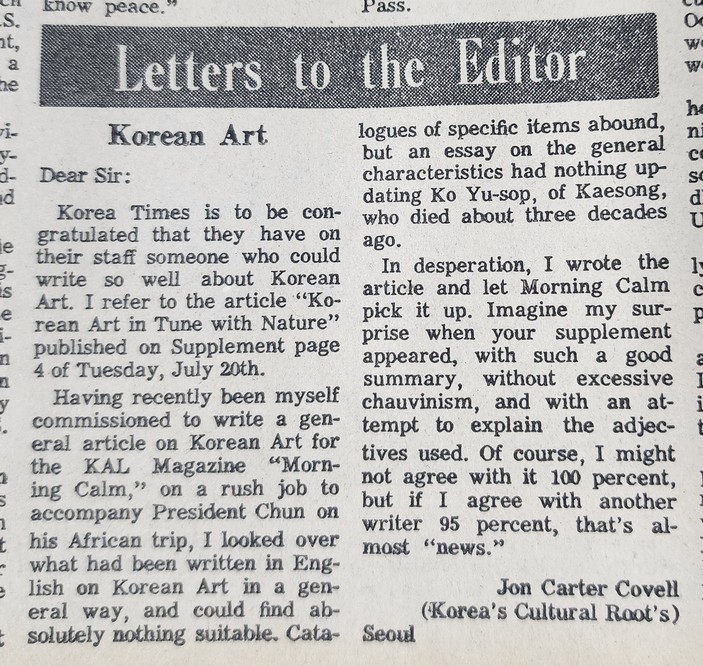 know peace."
Pass.
Letters to the Editor
Korean Art
Dear Sir:
Korea Times is to be con-
gratulated that they have on
their staff someone who could
write so well about Korean
Art. I refer to the article "Ko-
rean Art in Tune with Nature"
published on Supplement page
4 of Tuesday, July 20th.
Having recently been myself
commissioned to write a gen-
eral article on Korean Art for
the KAL Magazine "Morn-
ing Calm," on a rush job to
accompany President Chun on
his African trip, I looked over
what had been written in Eng-
lish on Korean Art in a gen-
eral way, and could find ab-
solutely nothing suitable. Cata-
logues of specific items abound,
but an essay on the general
characteristics had nothing up-
dating Ko Yu-sop, of Kaesong,
who died about three decades
ago.
In desperation, I wrote the
article and let Morning Calm
pick it up. Imagine my sur-
prise when your supplement
appeared, with such a good
summary, without excessive
chauvinism, and with an at-
tempt to explain the adjec-
tives used. Of course, I might
not agree with it 100 percent,
but if I agree with another
writer 95 percent, that's al-
most "news."
Jon Carter Covell
(Korea's Cultural Root's)
Seoul